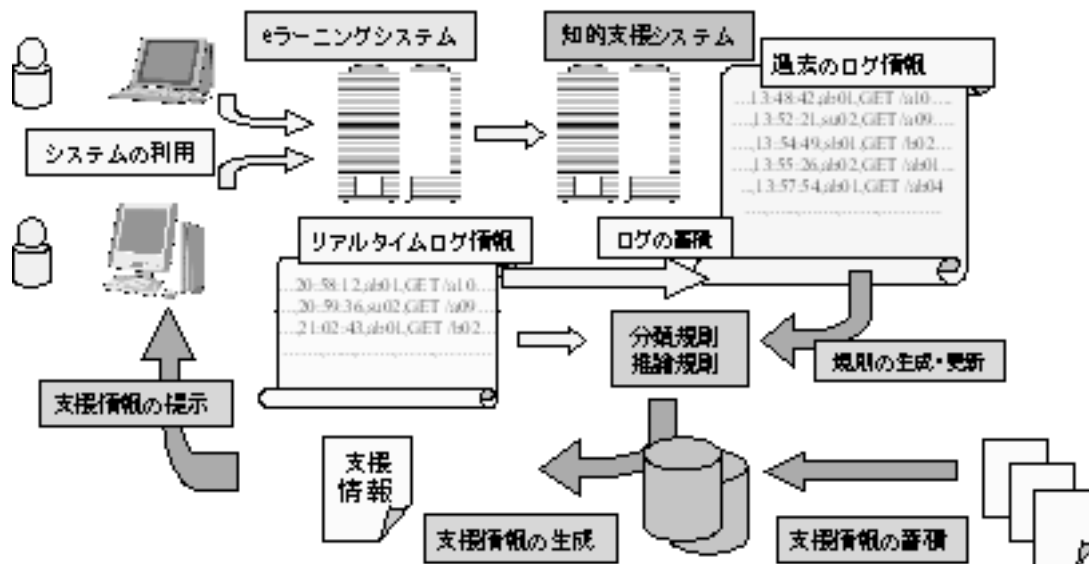 eラーニングシステム
知的支援システム
過去のログ情報
....,13:48:42,ab01,GET /a10.....
....,13:52:21,su02,GET /a09.....
....,13:54:49,ab01,GET /b02.....
....,13:55:26,ab02,GET /ab01
....,13:57:54,ab01,GET /ab04
システムの利用
リアルタイムログ情報
ログの蓄積
....20:58:12,ab01,GET /a10.....
....,20:59:36,su02,GET /a09.....
....,21:02:43,ab01,GET /b02.....
分類規則
推論規則
規則の生成・更新
支援情報の提示
支援
情報
支援情報の生成
支援情報の蓄積